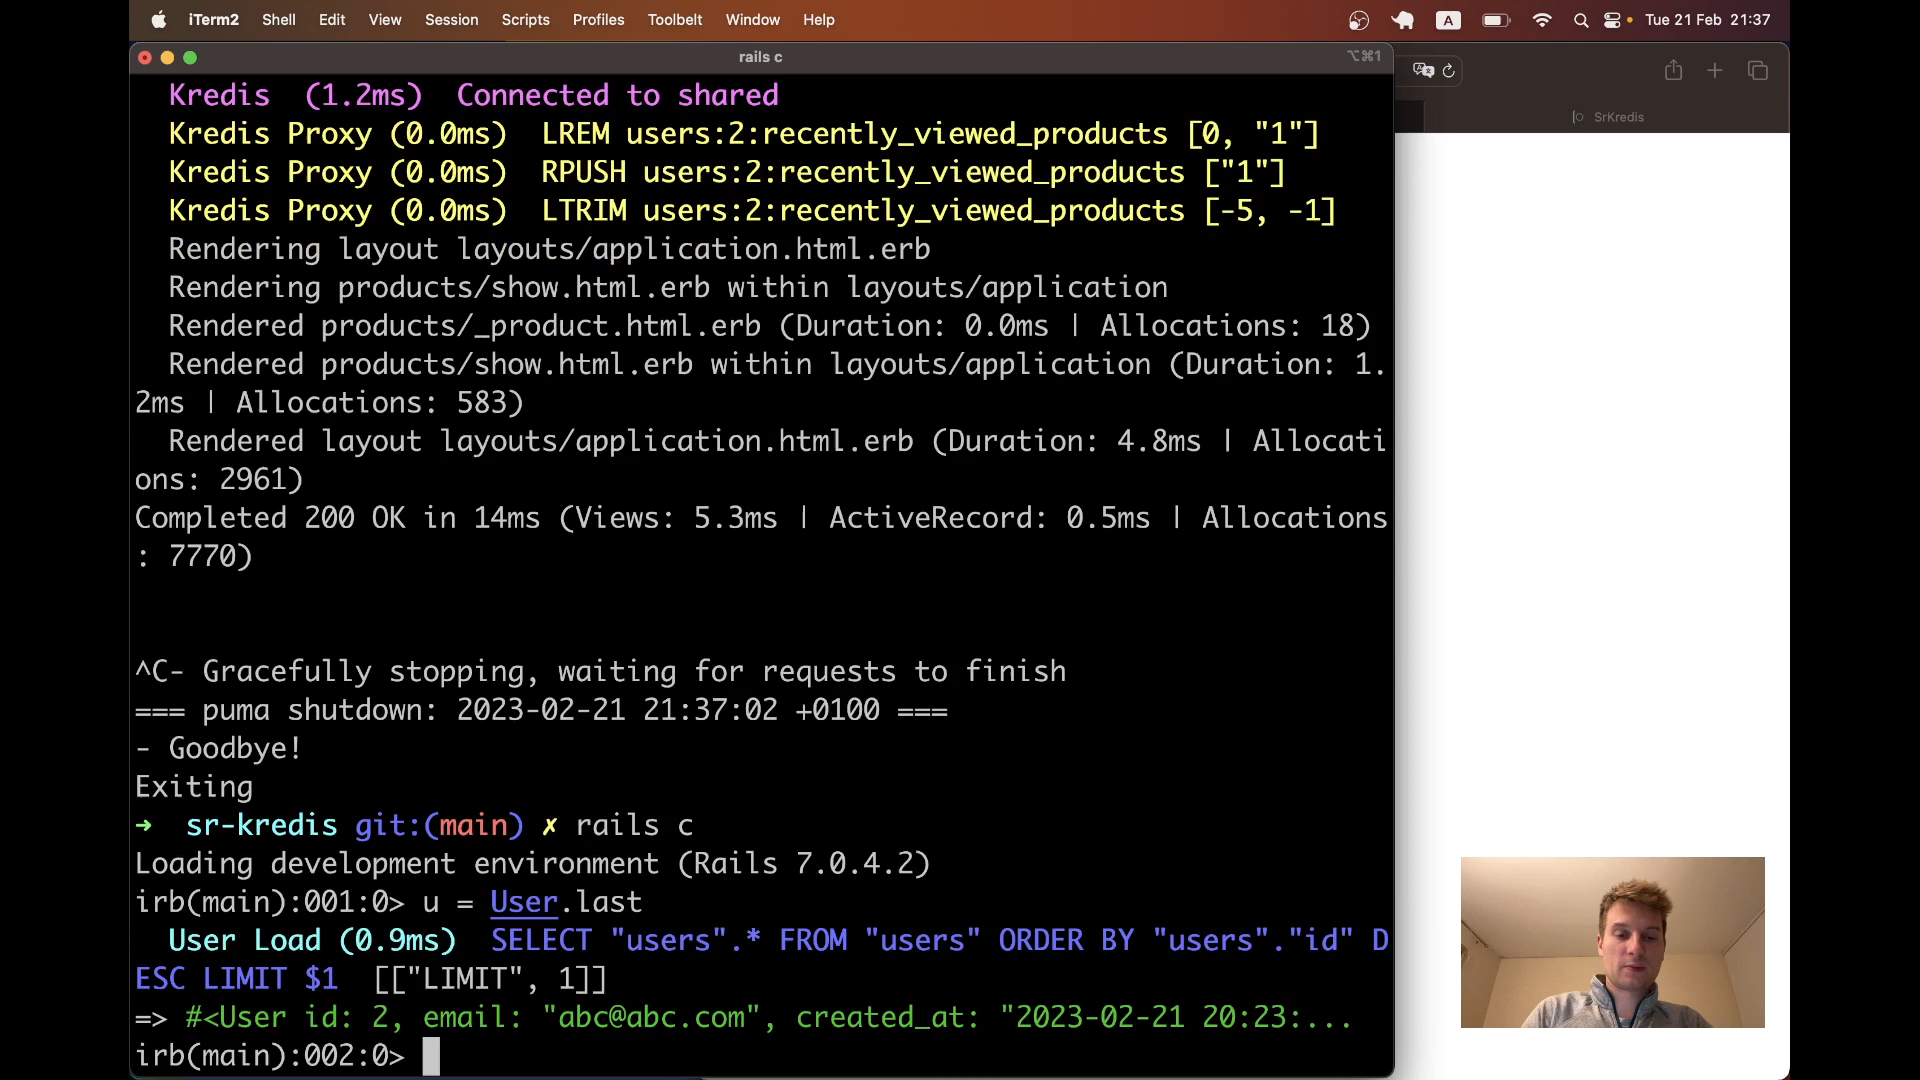 iTerm2 Shell Edit View Session Scripts Profiles Toolbelt Window Help A Tue 21 Feb 21:37
rails c ⌥⌘1
SrKredis
Kredis (1.2ms) Connected to shared
Kredis Proxy (0.0ms) LREM users:2:recently_viewed_products [0, "1"]
Kredis Proxy (0.0ms) RPUSH users:2:recently_viewed_products ["1"]
Kredis Proxy (0.0ms) LTRIM users:2:recently_viewed_products [-5, -1]
Rendering layout layouts/application.html.erb
Rendering products/show.html.erb within layouts/application
Rendered products/_product.html.erb (Duration: 0.0ms | Allocations: 18)
Rendered products/show.html.erb within layouts/application (Duration: 1.
2ms | Allocations: 583)
Rendered layout layouts/application.html.erb (Duration: 4.8ms | Allocati
ons: 2961)
Completed 200 OK in 14ms (Views: 5.3ms | ActiveRecord: 0.5ms | Allocations
: 7770)
^C- Gracefully stopping, waiting for requests to finish
=== puma shutdown: 2023-02-21 21:37:02 +0100 ===
- Goodbye!
Exiting
➜ sr-kredis git:(main) ✗ rails c
Loading development environment (Rails 7.0.4.2)
irb(main):001:0> u = User.last
User Load (0.9ms) SELECT "users".* FROM "users" ORDER BY "users"."id" D
ESC LIMIT $1 [["LIMIT", 1]]
=> #<User id: 2, email: "abc@abc.com", created_at: "2023-02-21 20:23:...
irb(main):002:0>